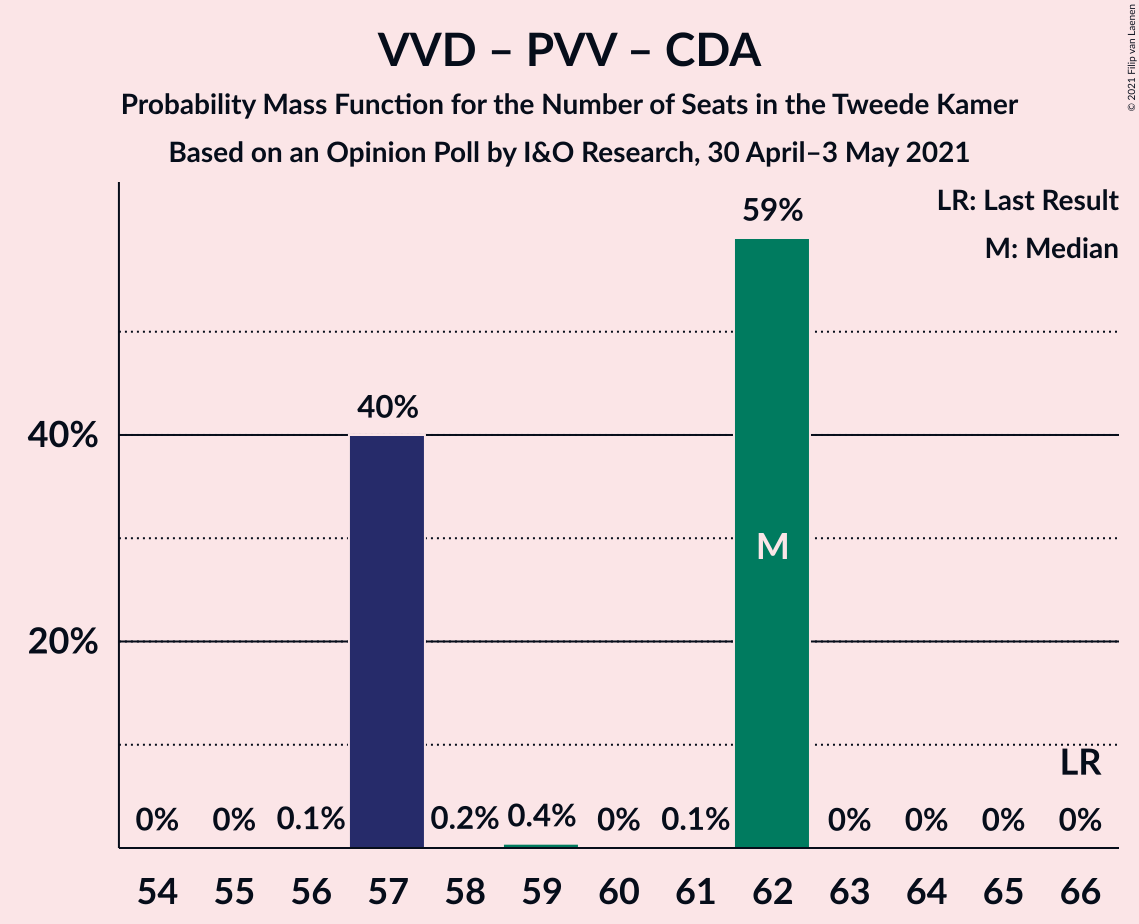 VVD – PVV – CDA
Probability Mass Function for the Number of Seats in the Tweede Kamer
Based on an Opinion Poll by I&O Research, 30 April–3 May 2021
© 2021 Filip van Laenen
LR: Last Result
M: Median
59%
40%
40%
M
20%
LR
0% 0% 0.1% 0.2% 0.4% 0% 0.1% 0% 0% 0% 0%
54 55 56 57 58 59 60 61 62 63 64 65 66